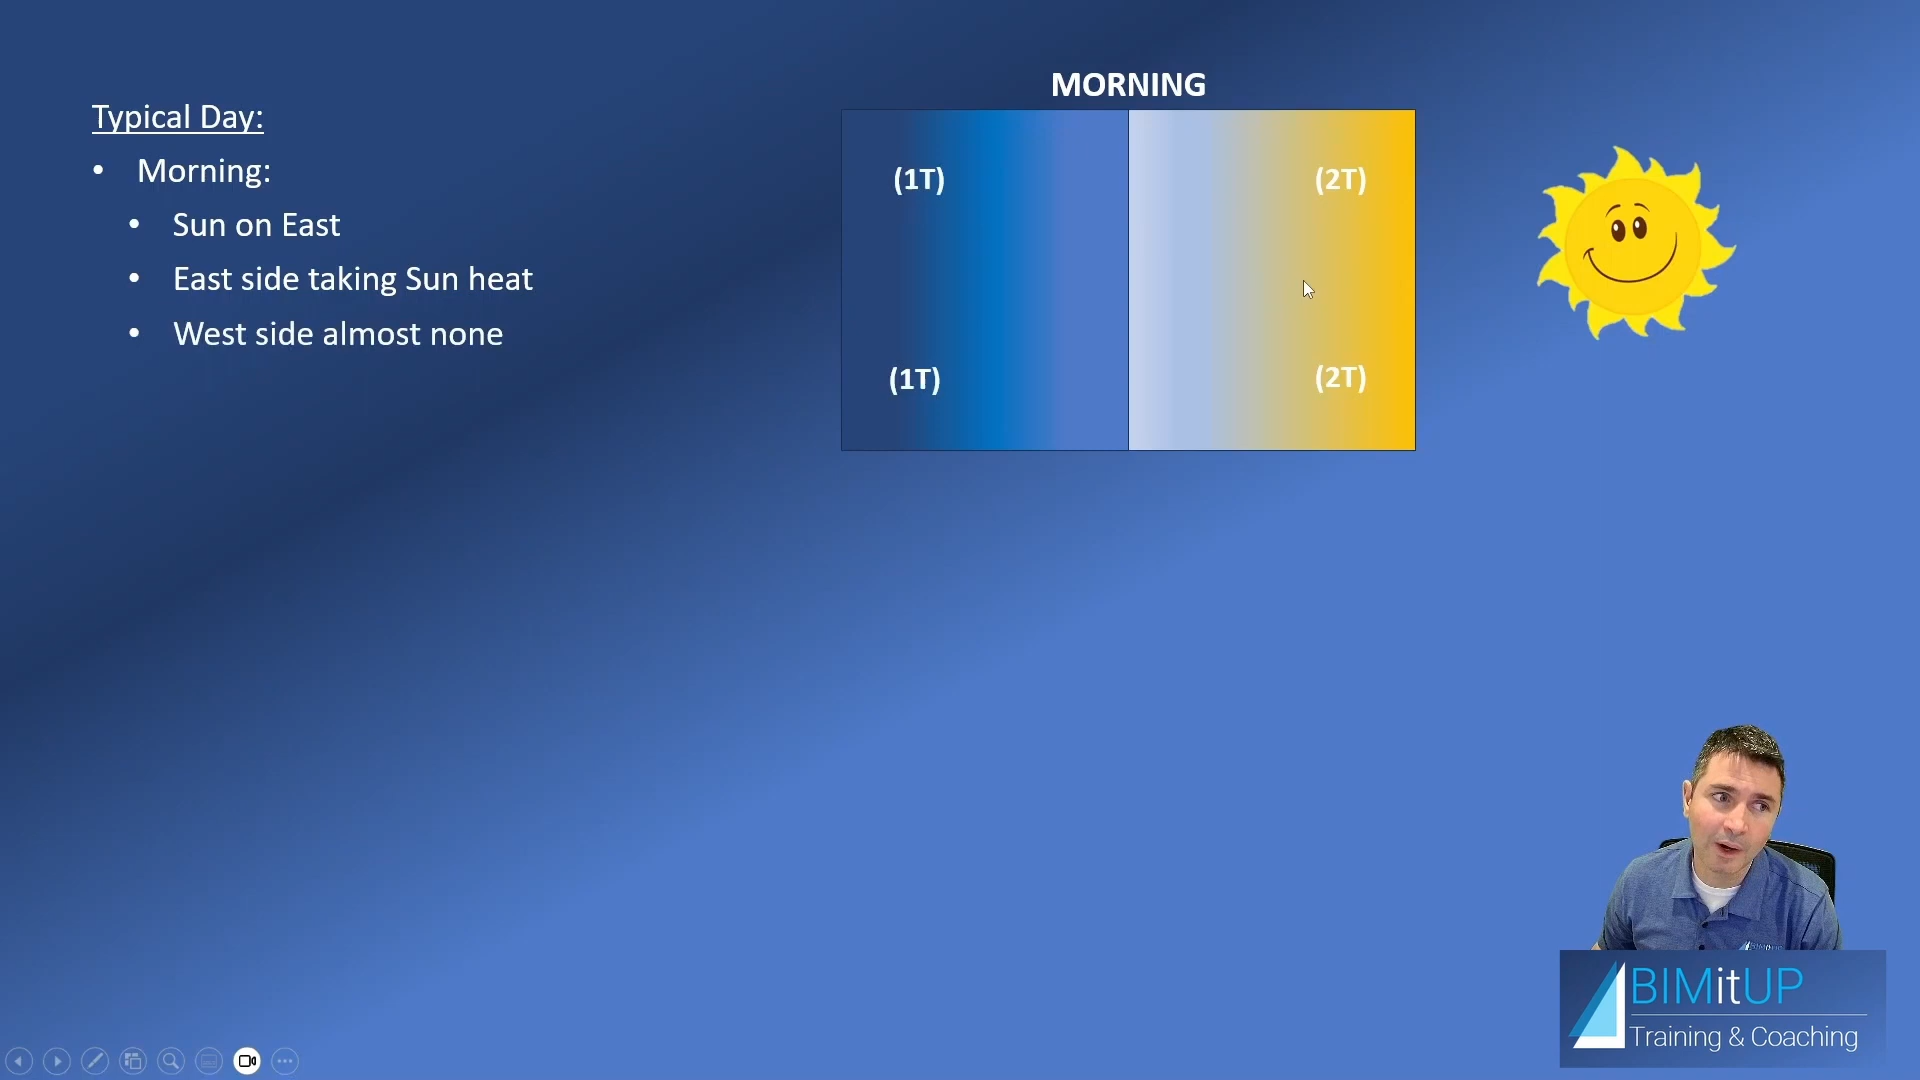 Typical Day:
• Morning:
• Sun on East
• East side taking Sun heat
• West side almost none
MORNING
(1T)
(2T)
(1T)
(2T)
BIMitUP
Training & Coaching